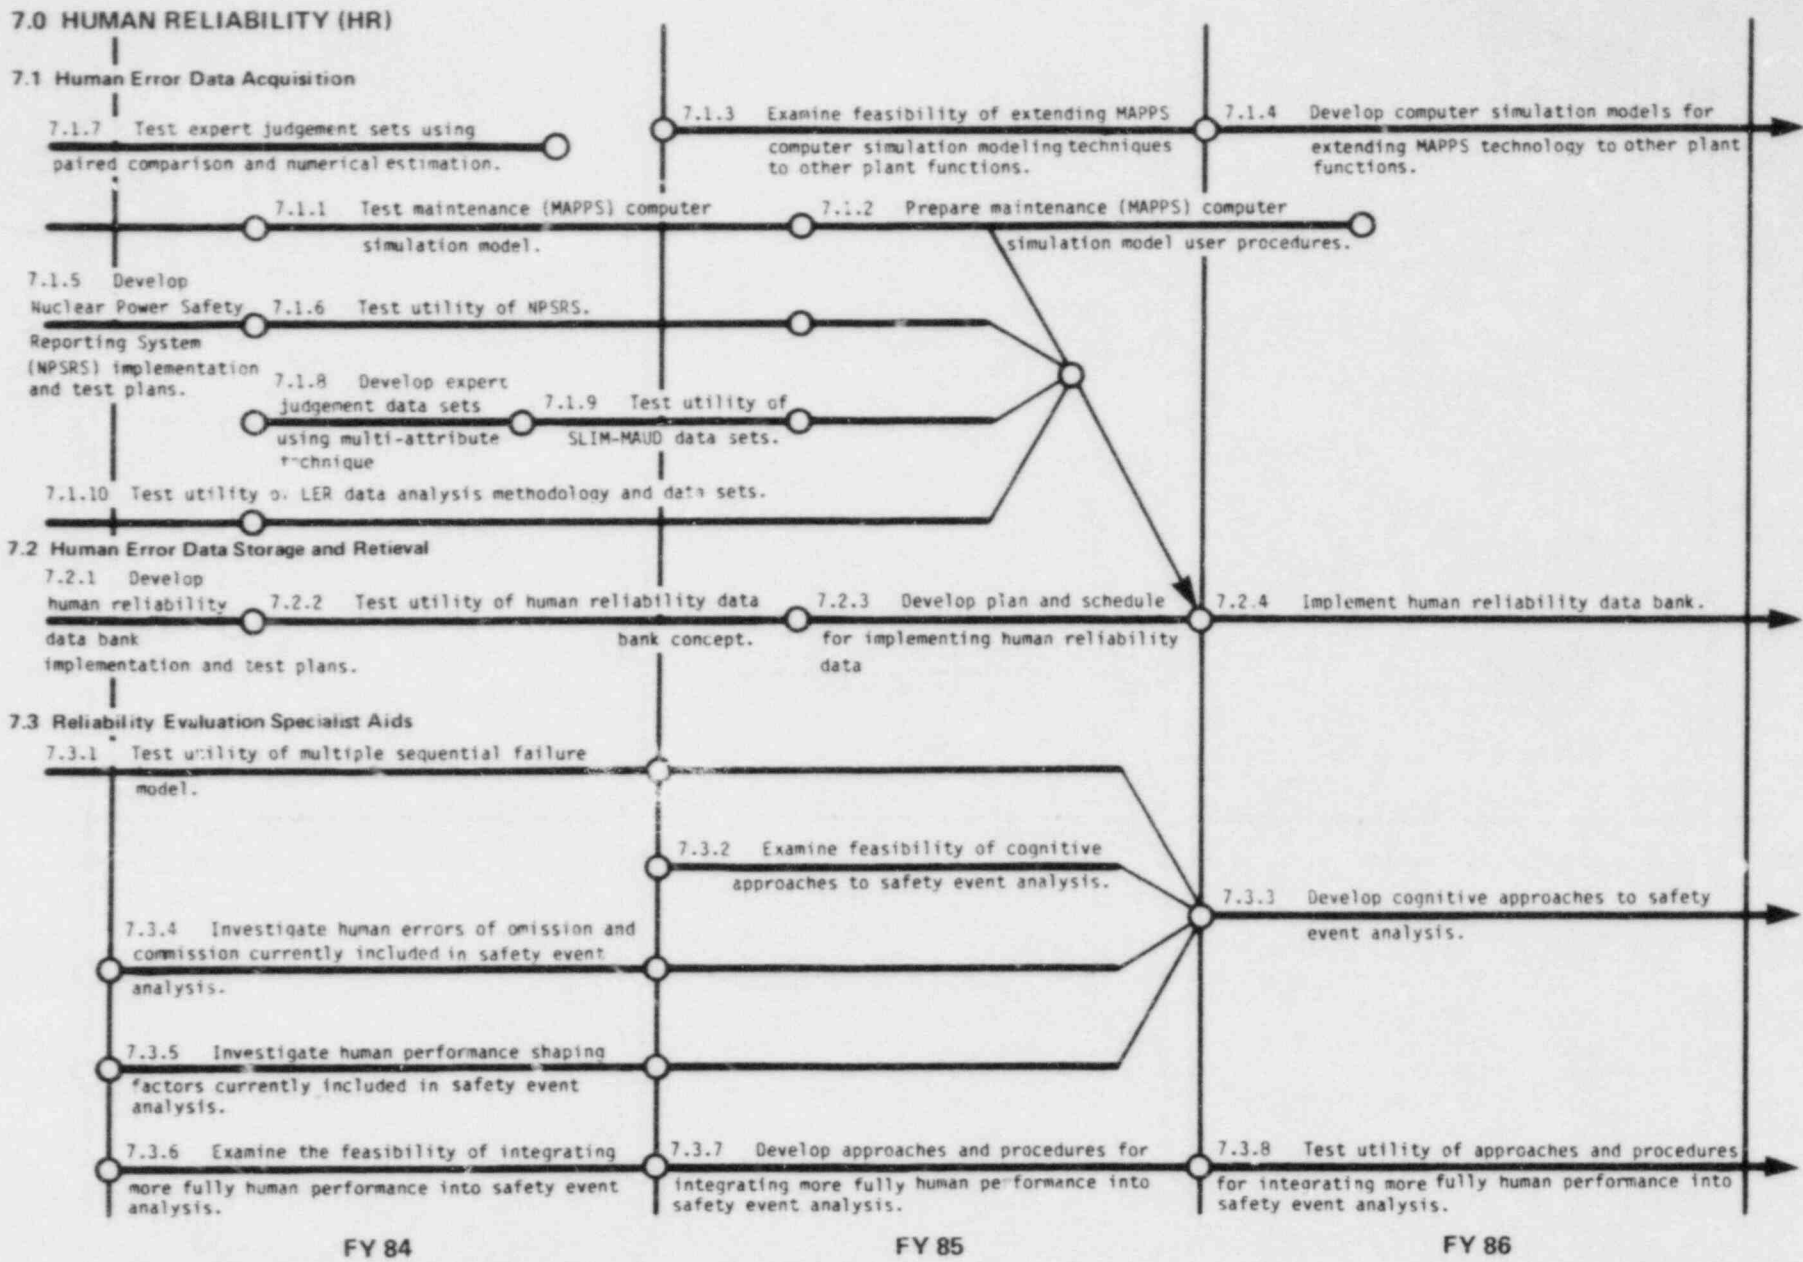 7.0 HUMAN RELIABILITY (HR)
7.1 Human Error Data Acquisition
7.1.7 Test expert judgement sets using
paired comparison and numerical estimation.
7.1.3 Examine feasibility of extending MAPPS
computer simulation modeling techniques
to other plant functions.
7.1.4 Develop computer simulation models for
extending MAPPS technology to other plant
functions.
7.1.1 Test maintenance (MAPPS) computer
simulation model.
7.1.2 Prepare maintenance (MAPPS) computer
simulation model user procedures.
7.1.5 Develop
Nuclear Power Safety
Reporting System
(NPSRS) implementation
and test plans.
7.1.6 Test utility of NPSRS.
7.1.8 Develop expert
judgement data sets
using multi-attribute
technique
7.1.9 Test utility of
SLIM-MAUD data sets.
7.1.10 Test utility of LER data analysis methodology and data sets.
7.2 Human Error Data Storage and Retieval
7.2.1 Develop
human reliability
data bank
implementation and test plans.
7.2.2 Test utility of human reliability data
bank concept.
7.2.3 Develop plan and schedule
for implementing human reliability
data
7.2.4 Implement human reliability data bank.
7.3 Reliability Evaluation Specialist Aids
7.3.1 Test utility of multiple sequential failure
model.
7.3.2 Examine feasibility of cognitive
approaches to safety event analysis.
7.3.3 Develop cognitive approaches to safety
event analysis.
7.3.4 Investigate human errors of omission and
commission currently included in safety event
analysis.
7.3.5 Investigate human performance shaping
factors currently included in safety event
analysis.
7.3.6 Examine the feasibility of integrating
more fully human performance into safety event
analysis.
7.3.7 Develop approaches and procedures for
integrating more fully human performance into
safety event analysis.
7.3.8 Test utility of approaches and procedures
for integrating more fully human performance into
safety event analysis.
FY 84
FY 85
FY 86